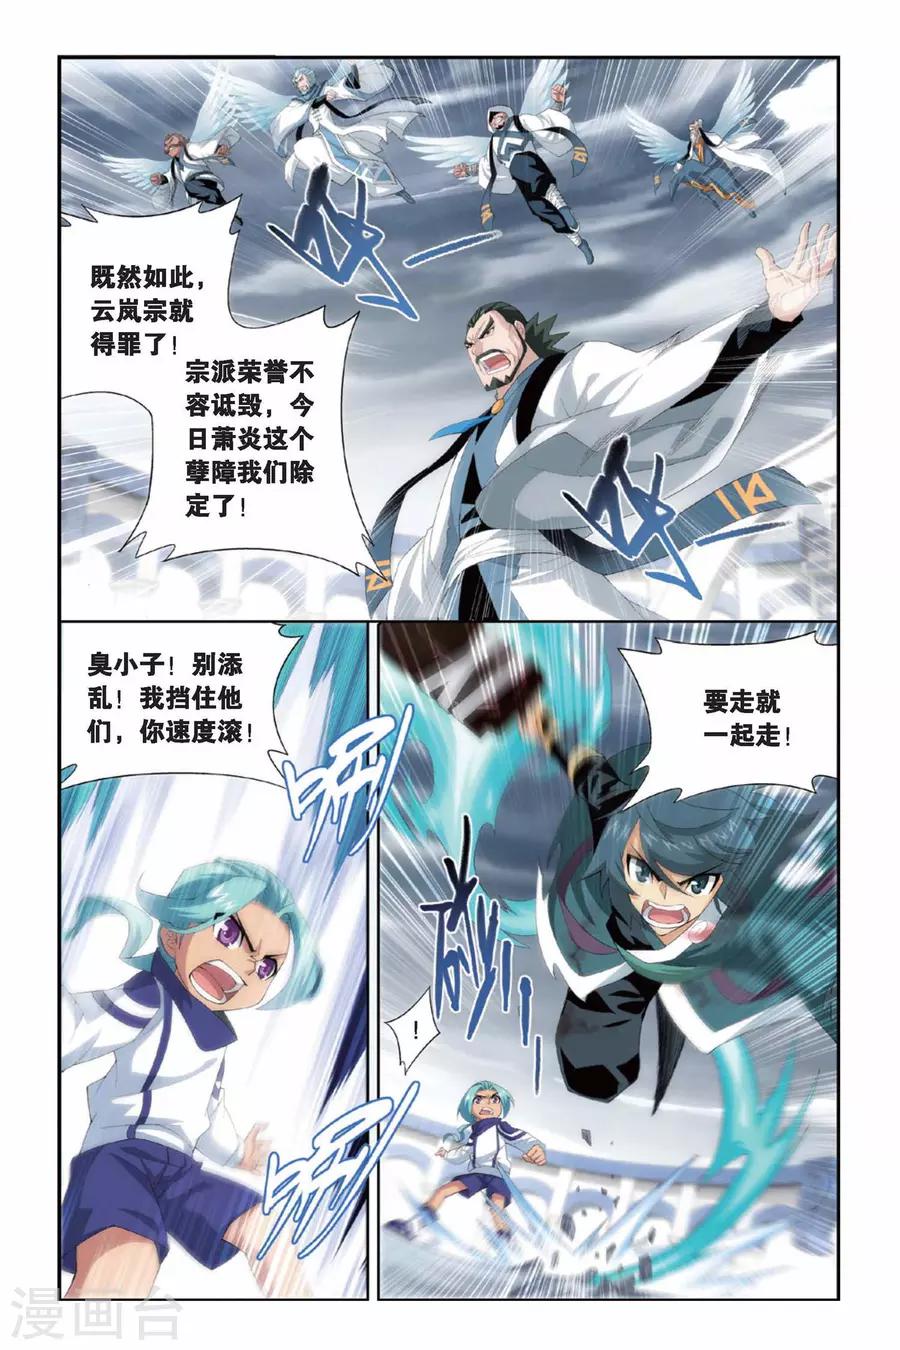 既然如此，
云岚宗就
得罪了！
宗派荣誉不
容诋毁，今
日萧炎这个
孽障我们除
定了！
臭小子！别添
乱！我挡住他
们，你速度滚！
唰
唰
要走就
一起走！
！
漫画台